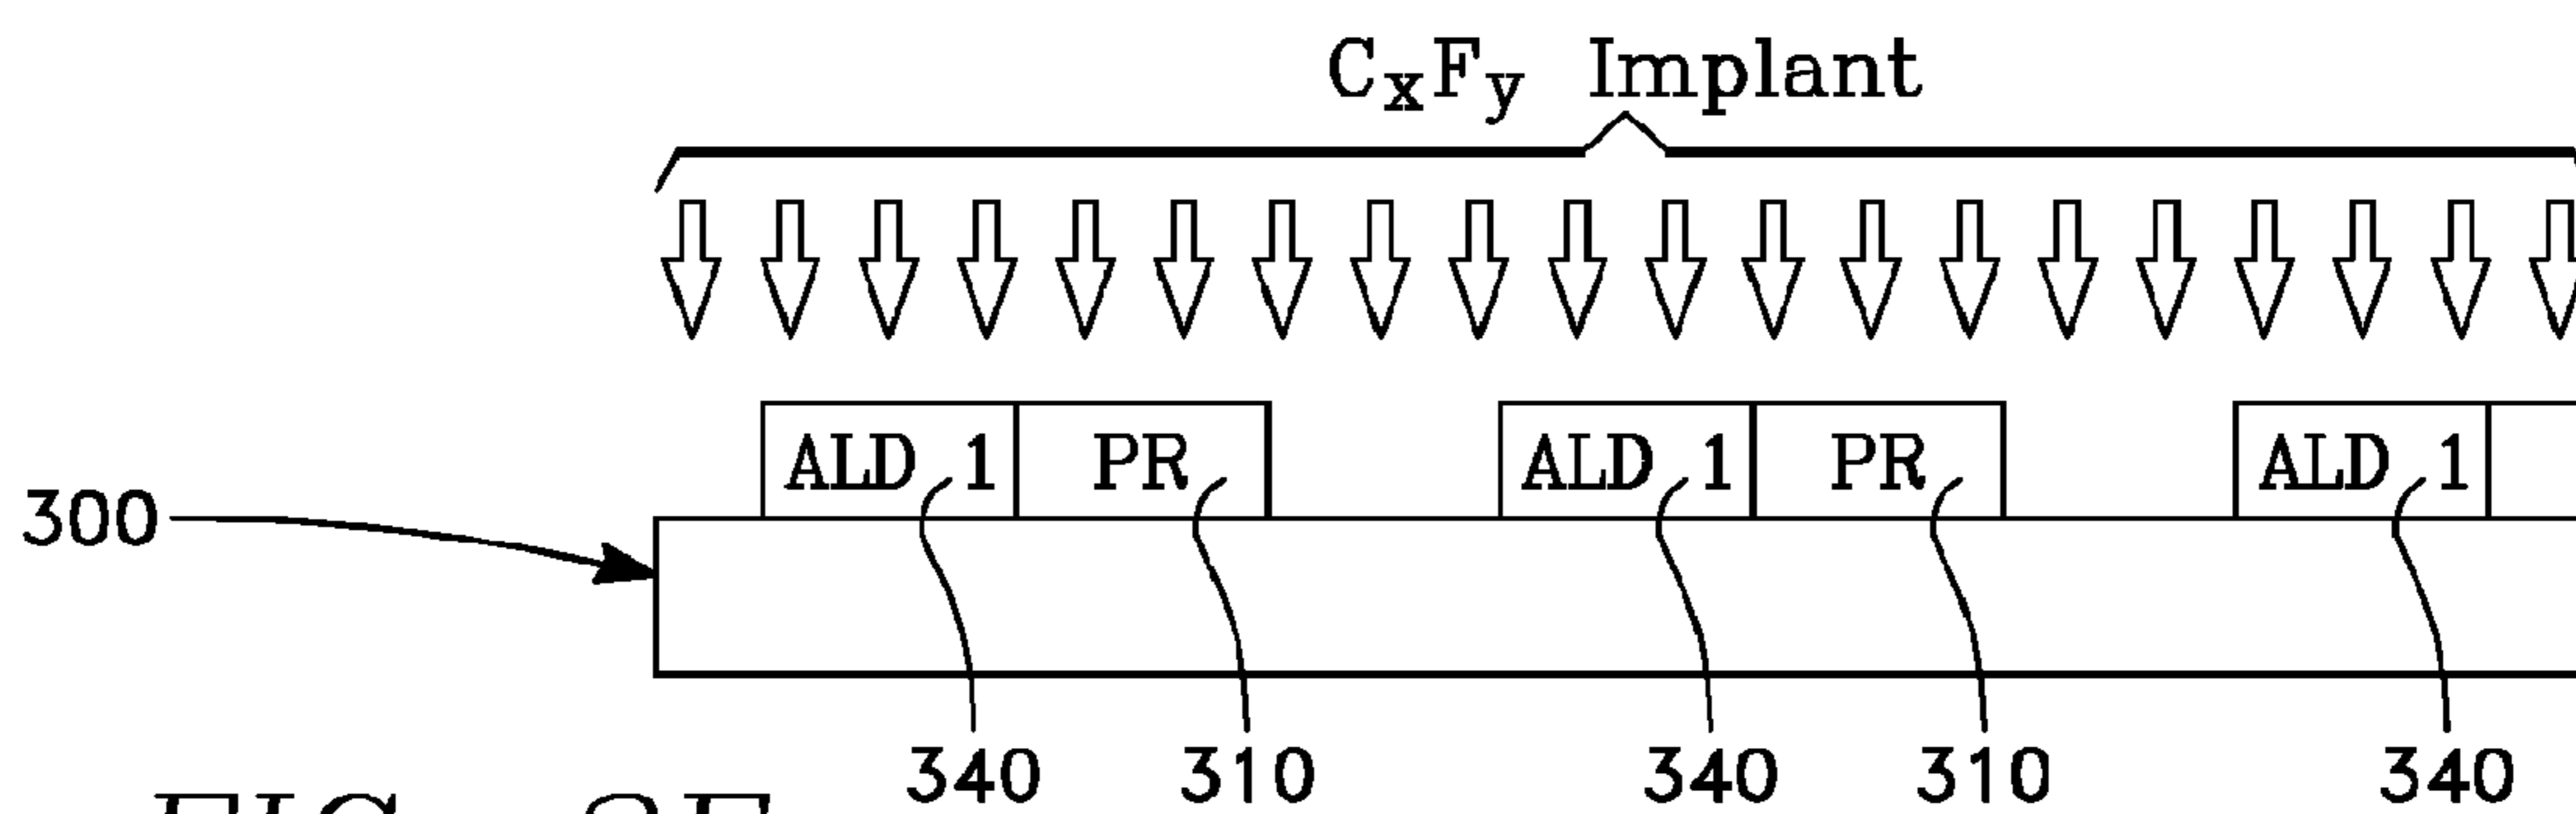 CxFy Implant
ALD 1 PR ALD 1 PR ALD 1
300
340 310 340 310 340